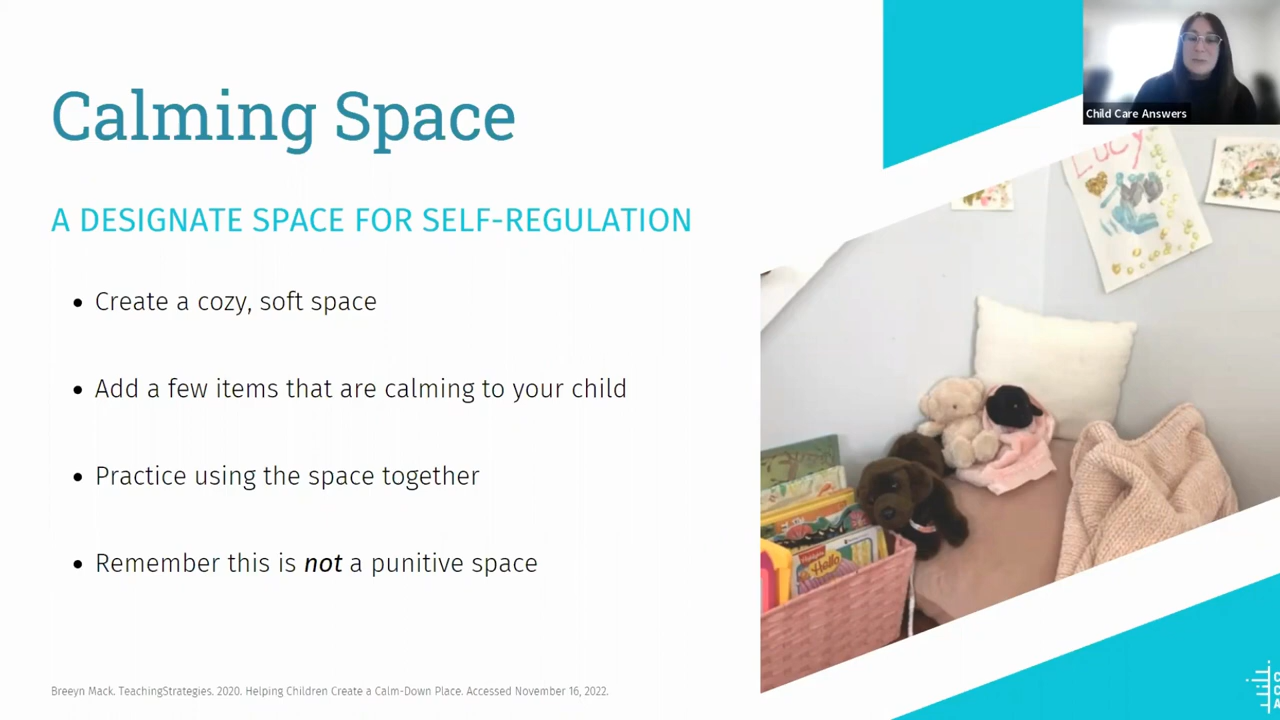 Calming Space
A DESIGNATE SPACE FOR SELF-REGULATION
• Create a cozy, soft space
• Add a few items that are calming to your child
• Practice using the space together
• Remember this is not a punitive space
Breeyn Mack. TeachingStrategies. 2020. Helping Children Create a Calm-Down Place. Accessed November 16, 2022.
Child Care Answers
Lucy
Highlights
Hello